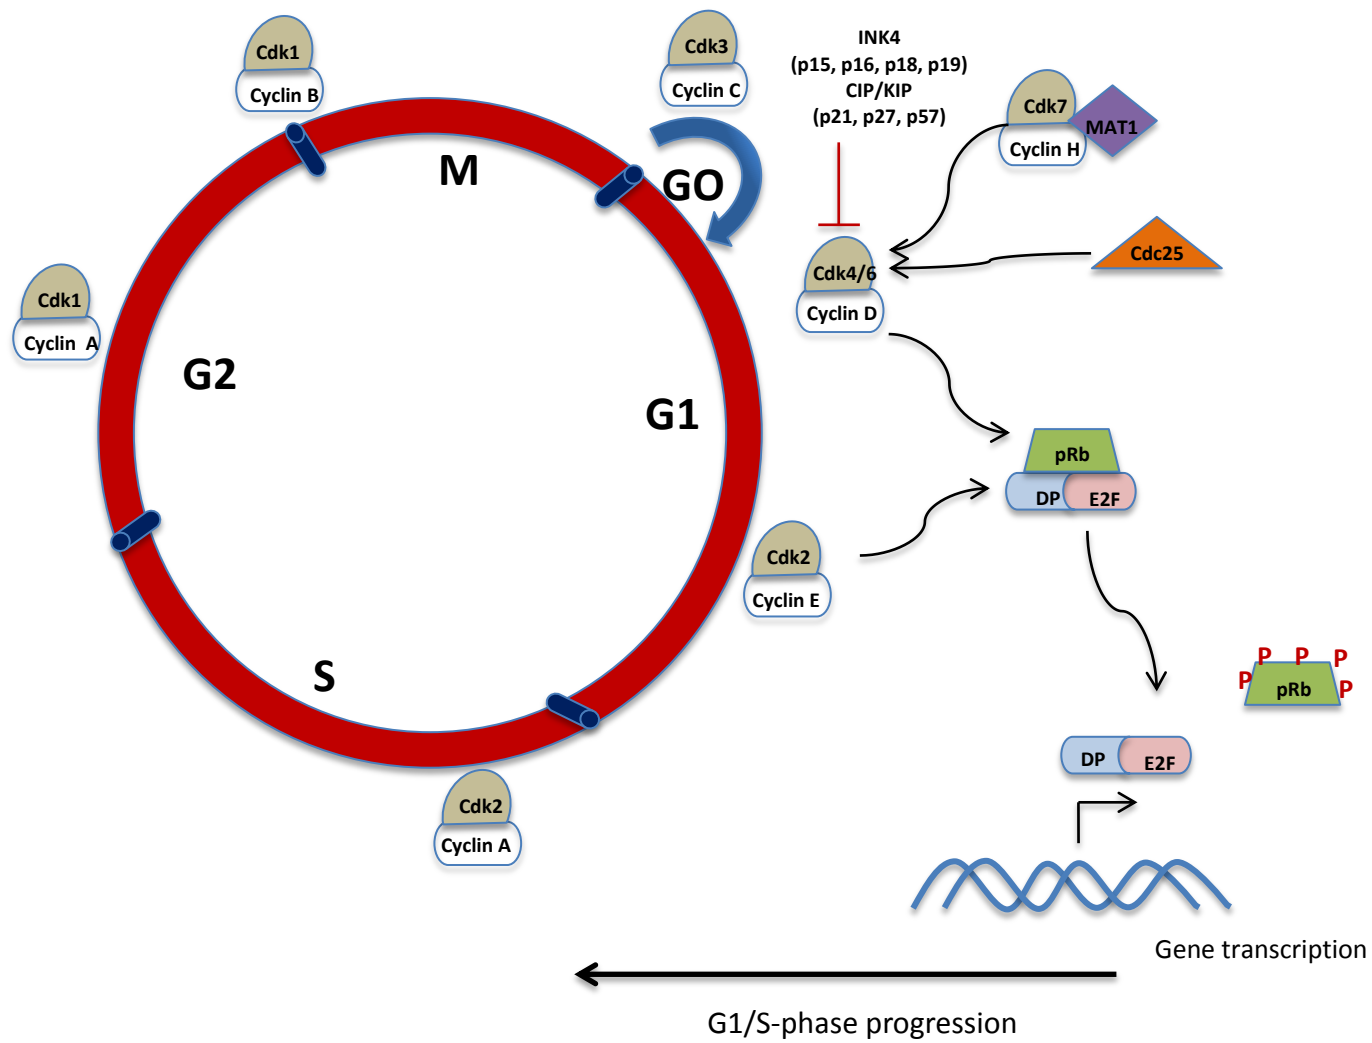 Cdk1
Cyclin B
Cdk3
Cyclin C
INK4
(p15, p16, p18, p19)
CIP/KIP
(p21, p27, p57)
Cdk7
MAT1
Cyclin H
M
GO
Cdk4/6
Cyclin D
Cdc25
Cdk1
Cyclin A
G2
G1
pRb
DP
E2F
Cdk2
Cyclin E
S
P
P
P
P
P
pRb
DP
E2F
Cdk2
Cyclin A
Gene transcription
G1/S-phase progression